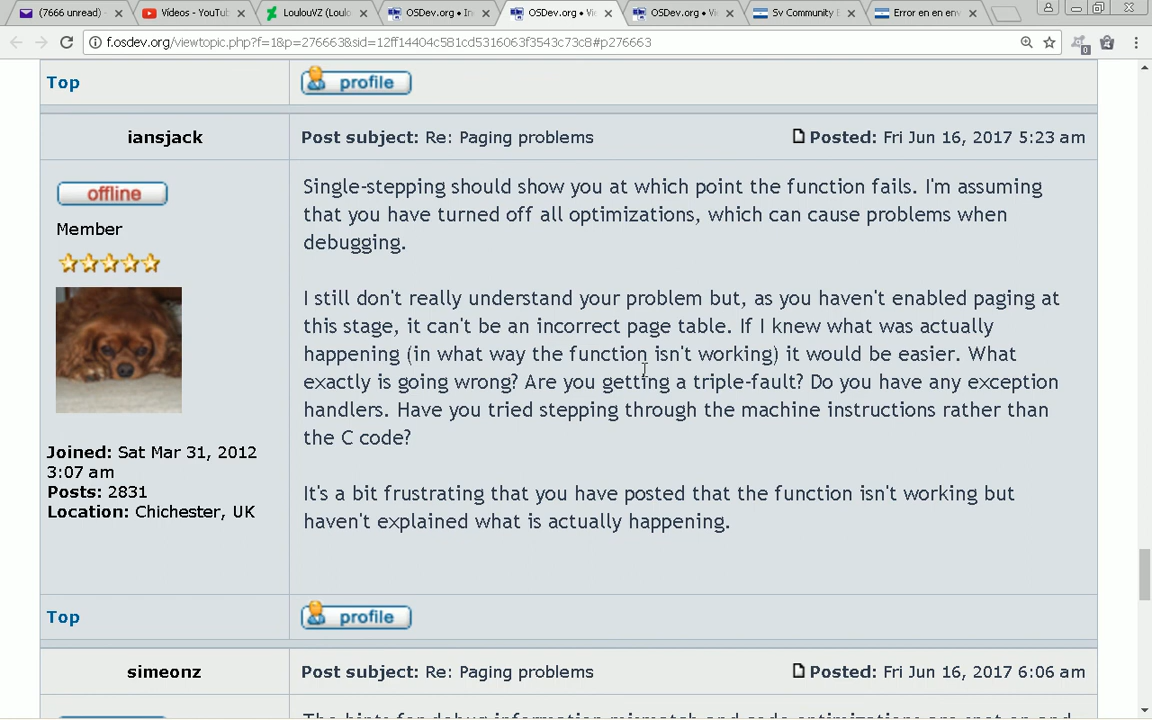 (7666 unread)
Vídeos - YouTu
LoulouVZ (Loulo
OSDev.org • In
OSDev.org • Vi
OSDev.org • Vi
Sv Community
Error en en env
f.osdev.org/viewtopic.php?f=1&p=276663&sid=12ff14404c581cd5316063f3543c73c8#p276663
0
Top
profile
iansjack
Post subject: Re: Paging problems
Posted: Fri Jun 16, 2017 5:23 am
offline
Member
Joined: Sat Mar 31, 2012
3:07 am
Posts: 2831
Location: Chichester, UK
Single-stepping should show you at which point the function fails. I'm assuming
that you have turned off all optimizations, which can cause problems when
debugging.
I still don't really understand your problem but, as you haven't enabled paging at
this stage, it can't be an incorrect page table. If I knew what was actually
happening (in what way the function isn't working) it would be easier. What
exactly is going wrong? Are you getting a triple-fault? Do you have any exception
handlers. Have you tried stepping through the machine instructions rather than
the C code?
It's a bit frustrating that you have posted that the function isn't working but
haven't explained what is actually happening.
Top
profile
simeonz
Post subject: Re: Paging problems
Posted: Fri Jun 16, 2017 6:06 am